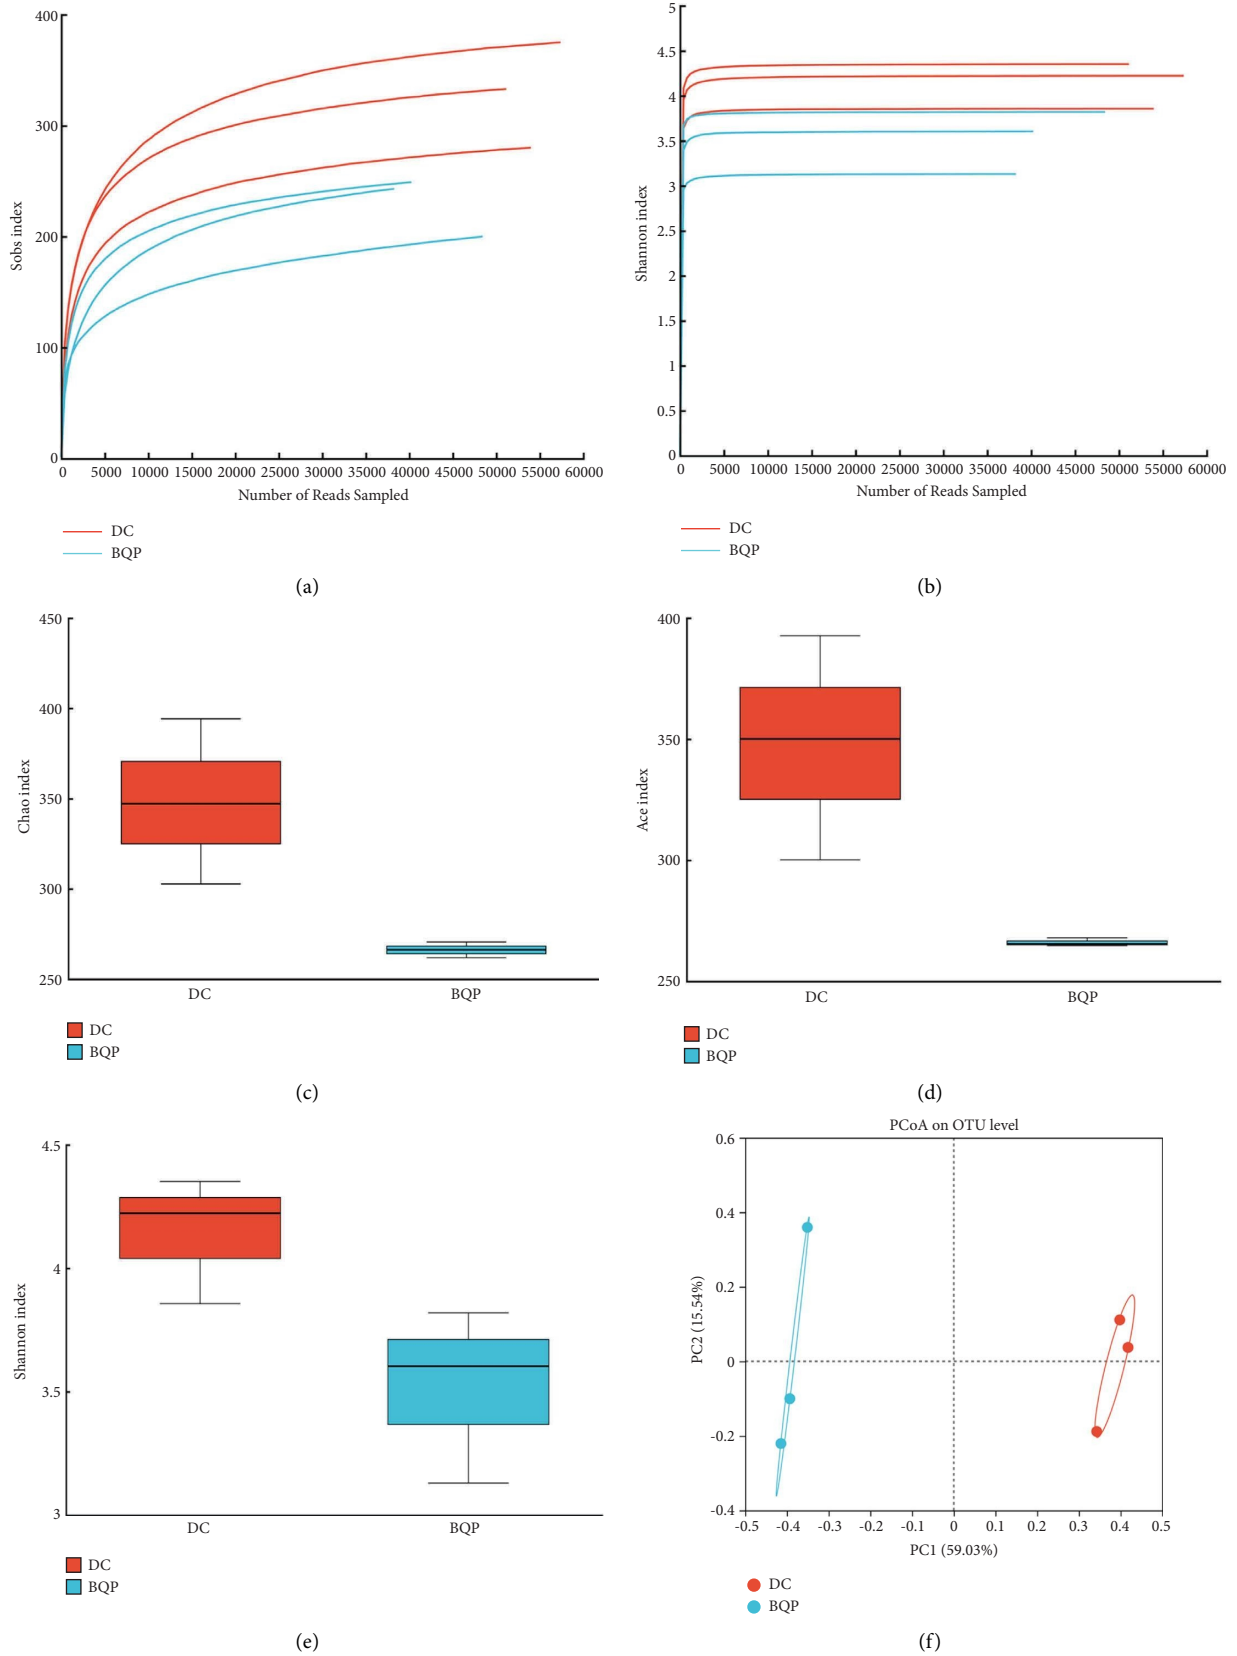 400
300
200
100
0
Sobs index
0 5000 10000 15000 20000 25000 30000 35000 40000 45000 50000 55000 60000
Number of Reads Sampled
DC
BQP
(a)
5
4.5
4
3.5
3
2.5
2
1.5
1
0.5
0
Shannon index
0 5000 10000 15000 20000 25000 30000 35000 40000 45000 50000 55000 60000
Number of Reads Sampled
DC
BQP
(b)
450
400
350
300
250
Chao index
DC BQP
DC
BQP
(c)
400
350
300
250
Ace index
DC BQP
DC
BQP
(d)
4.5
4
3.5
3
Shannon index
DC BQP
DC
BQP
(e)
PCoA on OTU level
0.6
0.4
0.2
0
-0.2
-0.4
PC2 (15.54%)
-0.5 -0.4 -0.3 -0.2 -0.1 0 0.1 0.2 0.3 0.4 0.5
PC1 (59.03%)
DC
BQP
(f)